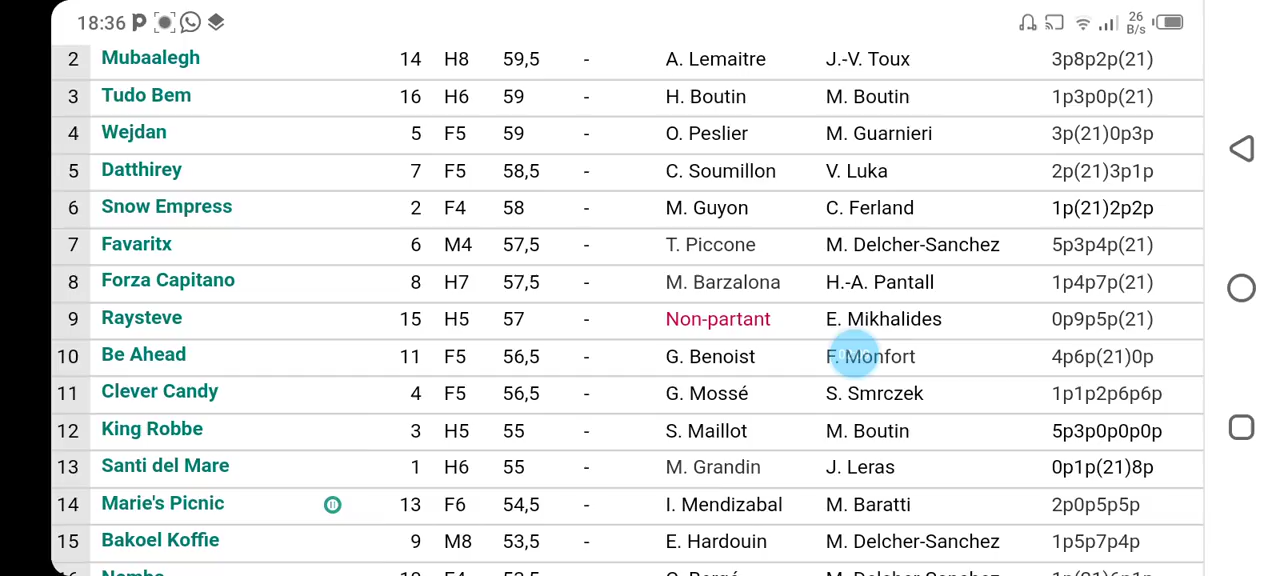 18:36 26 B/s
2 Mubaalegh 14 H8 59,5 - A. Lemaitre J.-V. Toux 3p8p2p(21)
3 Tudo Bem 16 H6 59 - H. Boutin M. Boutin 1p3p0p(21)
4 Wejdan 5 F5 59 - O. Peslier M. Guarnieri 3p(21)0p3p
5 Datthirey 7 F5 58,5 - C. Soumillon V. Luka 2p(21)3p1p
6 Snow Empress 2 F4 58 - M. Guyon C. Ferland 1p(21)2p2p
7 Favaritx 6 M4 57,5 - T. Piccone M. Delcher-Sanchez 5p3p4p(21)
8 Forza Capitano 8 H7 57,5 - M. Barzalona H.-A. Pantall 1p4p7p(21)
9 Raysteve 15 H5 57 Non-partant E. Mikhalides 0p9p5p(21)
10 Be Ahead 11 F5 56,5 - G. Benoist F. Monfort 4p6p(21)0p
11 Clever Candy 4 F5 56,5 - G. Mossé S. Smrczek 1p1p2p6p6p
12 King Robbe 3 H5 55 - S. Maillot M. Boutin 5p3p0p0p0p
13 Santi del Mare 1 H6 55 - M. Grandin J. Leras 0p1p(21)8p
14 Marie's Picnic 13 F6 54,5 - I. Mendizabal M. Baratti 2p0p5p5p
15 Bakoel Koffie 9 M8 53,5 - E. Hardouin M. Delcher-Sanchez 1p5p7p4p